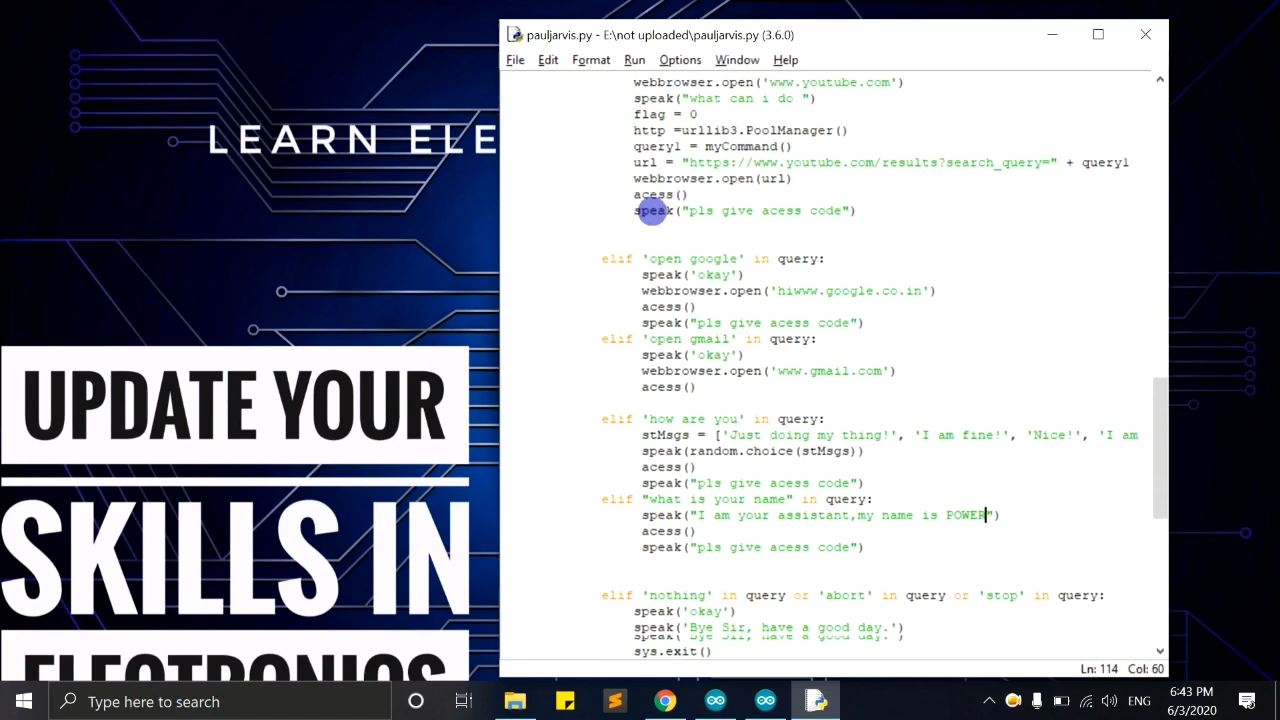 LEARN ELE
UPDATE YOUR
SKILLS IN
ELECTRONICS
pauljarvis.py - E:\not uploaded\pauljarvis.py (3.6.0)
File Edit Format Run Options Window Help
webbrowser.open('www.youtube.com')
speak("what can i do ")
flag = 0
http =urllib3.PoolManager()
query1 = myCommand()
url = "https://www.youtube.com/results?search_query=" + query1
webbrowser.open(url)
acess()
speak("pls give acess code")
elif 'open google' in query:
speak('okay')
webbrowser.open('hiwww.google.co.in')
acess()
speak("pls give acess code")
elif 'open gmail' in query:
speak('okay')
webbrowser.open('www.gmail.com')
acess()
elif 'how are you' in query:
stMsgs = ['Just doing my thing!', 'I am fine!', 'Nice!', 'I am
speak(random.choice(stMsgs))
acess()
speak("pls give acess code")
elif "what is your name" in query:
speak("I am your assistant,my name is POWER")
acess()
speak("pls give acess code")
elif 'nothing' in query or 'abort' in query or 'stop' in query:
speak('okay')
speak('Bye Sir, have a good day.')
speak('Bye Sir, have a good day.')
sys.exit()
Ln: 114 Col: 60
Type here to search
ENG
6:43 PM
6/3/2020